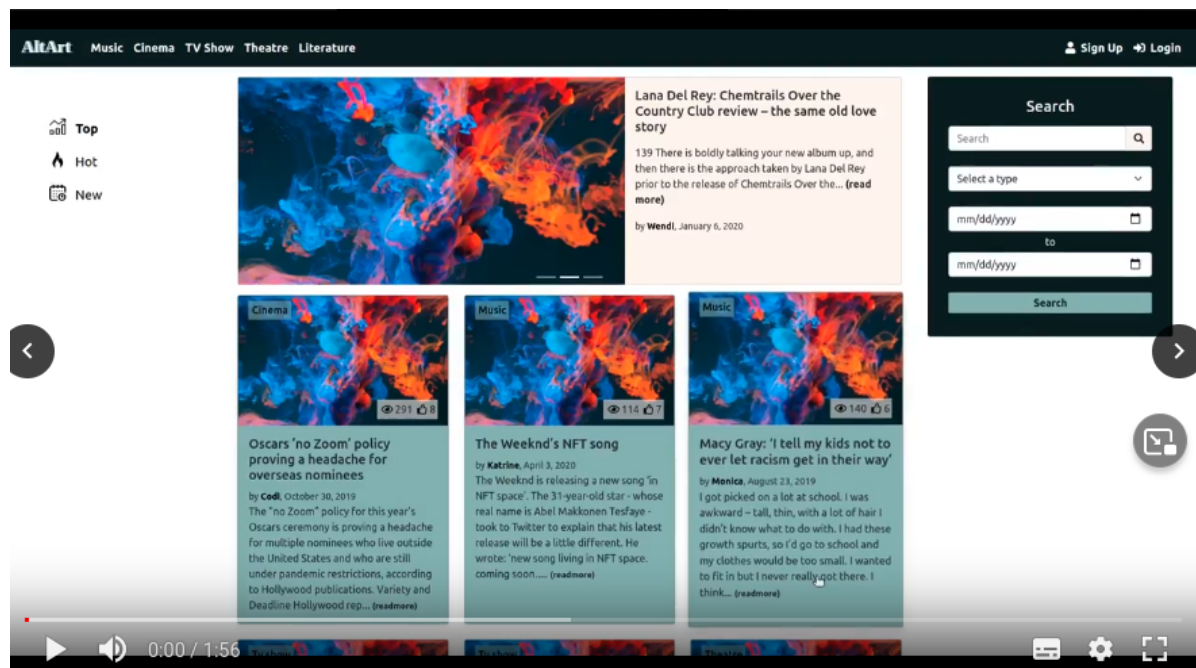 AltArt Music Cinema TV Show Theatre Literature Sign Up Login
Top
Hot
New
Lana Del Rey: Chemtrails Over the
Country Club review – the same old love
story
139 There is boldly talking your new album up, and
then there is the approach taken by Lana Del Rey
prior to the release of Chemtrails Over the... (read
more)
by Wendi, January 6, 2020
Search
Search
Select a type
mm/dd/yyyy
to
mm/dd/yyyy
Search
Cinema
291 8
Oscars 'no Zoom' policy
proving a headache for
overseas nominees
by Codi, October 30, 2019
The "no Zoom" policy for this year's
Oscars ceremony is proving a headache
for multiple nominees who live outside
the United States and who are still
under pandemic restrictions, according
to Hollywood publications. Variety and
Deadline Hollywood rep... (readmore)
Music
114 7
The Weeknd's NFT song
by Katrine, April 3, 2020
The Weeknd is releasing a new song 'in
NFT space'. The 31-year-old star - whose
real name is Abel Makkonen Tesfaye -
took to Twitter to explain that his latest
release will be a little different. He
wrote: 'new song living in NFT space.
coming soon..... (readmore)
Music
140 6
Macy Gray: 'I tell my kids not to
ever let racism get in their way'
by Monica, August 23, 2019
I got picked on a lot at school. I was
awkward – tall, thin, with a lot of hair I
didn't know what to do with. I had these
growth spurts, so I'd go to school and
my clothes would be too small. I wanted
to fit in but I never really got there. I
think... (readmore)
Tv show
Tv show
Theatre
0:00 / 1:56